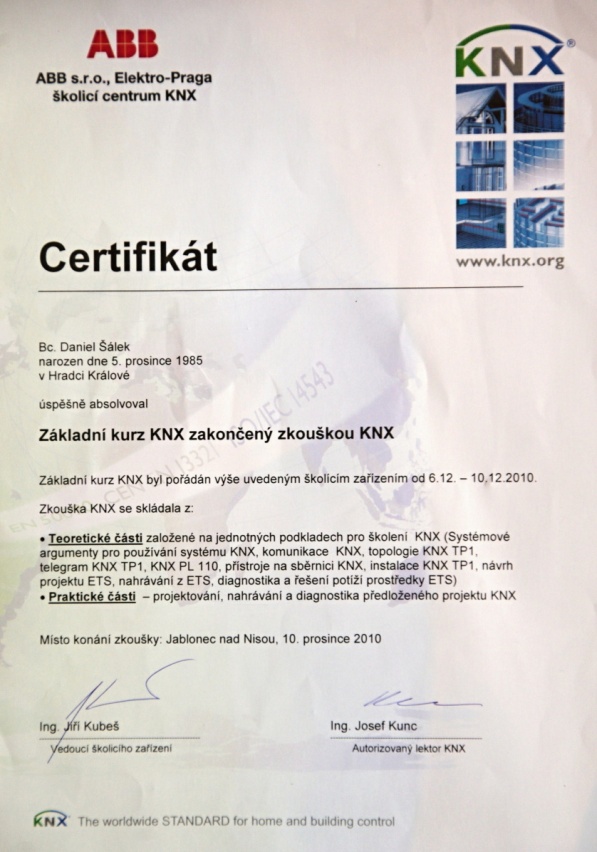 ABB
ABB s.r.o., Elektro-Praga
školicí centrum KNX
KNX®
www.knx.org
Certifikát
Bc. Daniel Šálek
narozen dne 5. prosince 1985
v Hradci Králové
úspěšně absolvoval
Základní kurz KNX zakončený zkouškou KNX
Základní kurz KNX byl pořádán výše uvedeným školicím zařízením od 6.12. – 10.12.2010.
Zkouška KNX se skládala z:
• Teoretické části založené na jednotných podkladech pro školení KNX (Systémové
argumenty pro používání systému KNX, komunikace KNX, topologie KNX TP1,
telegram KNX TP1, KNX PL 110, přístroje na sběrnici KNX, instalace KNX TP1, návrh
projektu ETS, nahrávání z ETS, diagnostika a řešení potíží prostředky ETS)
• Praktické části – projektování, nahrávání a diagnostika předloženého projektu KNX
Místo konání zkoušky: Jablonec nad Nisou, 10. prosince 2010
Ing. Jiří Kubeš
Vedoucí školicího zařízení
Ing. Josef Kunc
Autorizovaný lektor KNX
KNX The worldwide STANDARD for home and building control
ISO/IEC 14543